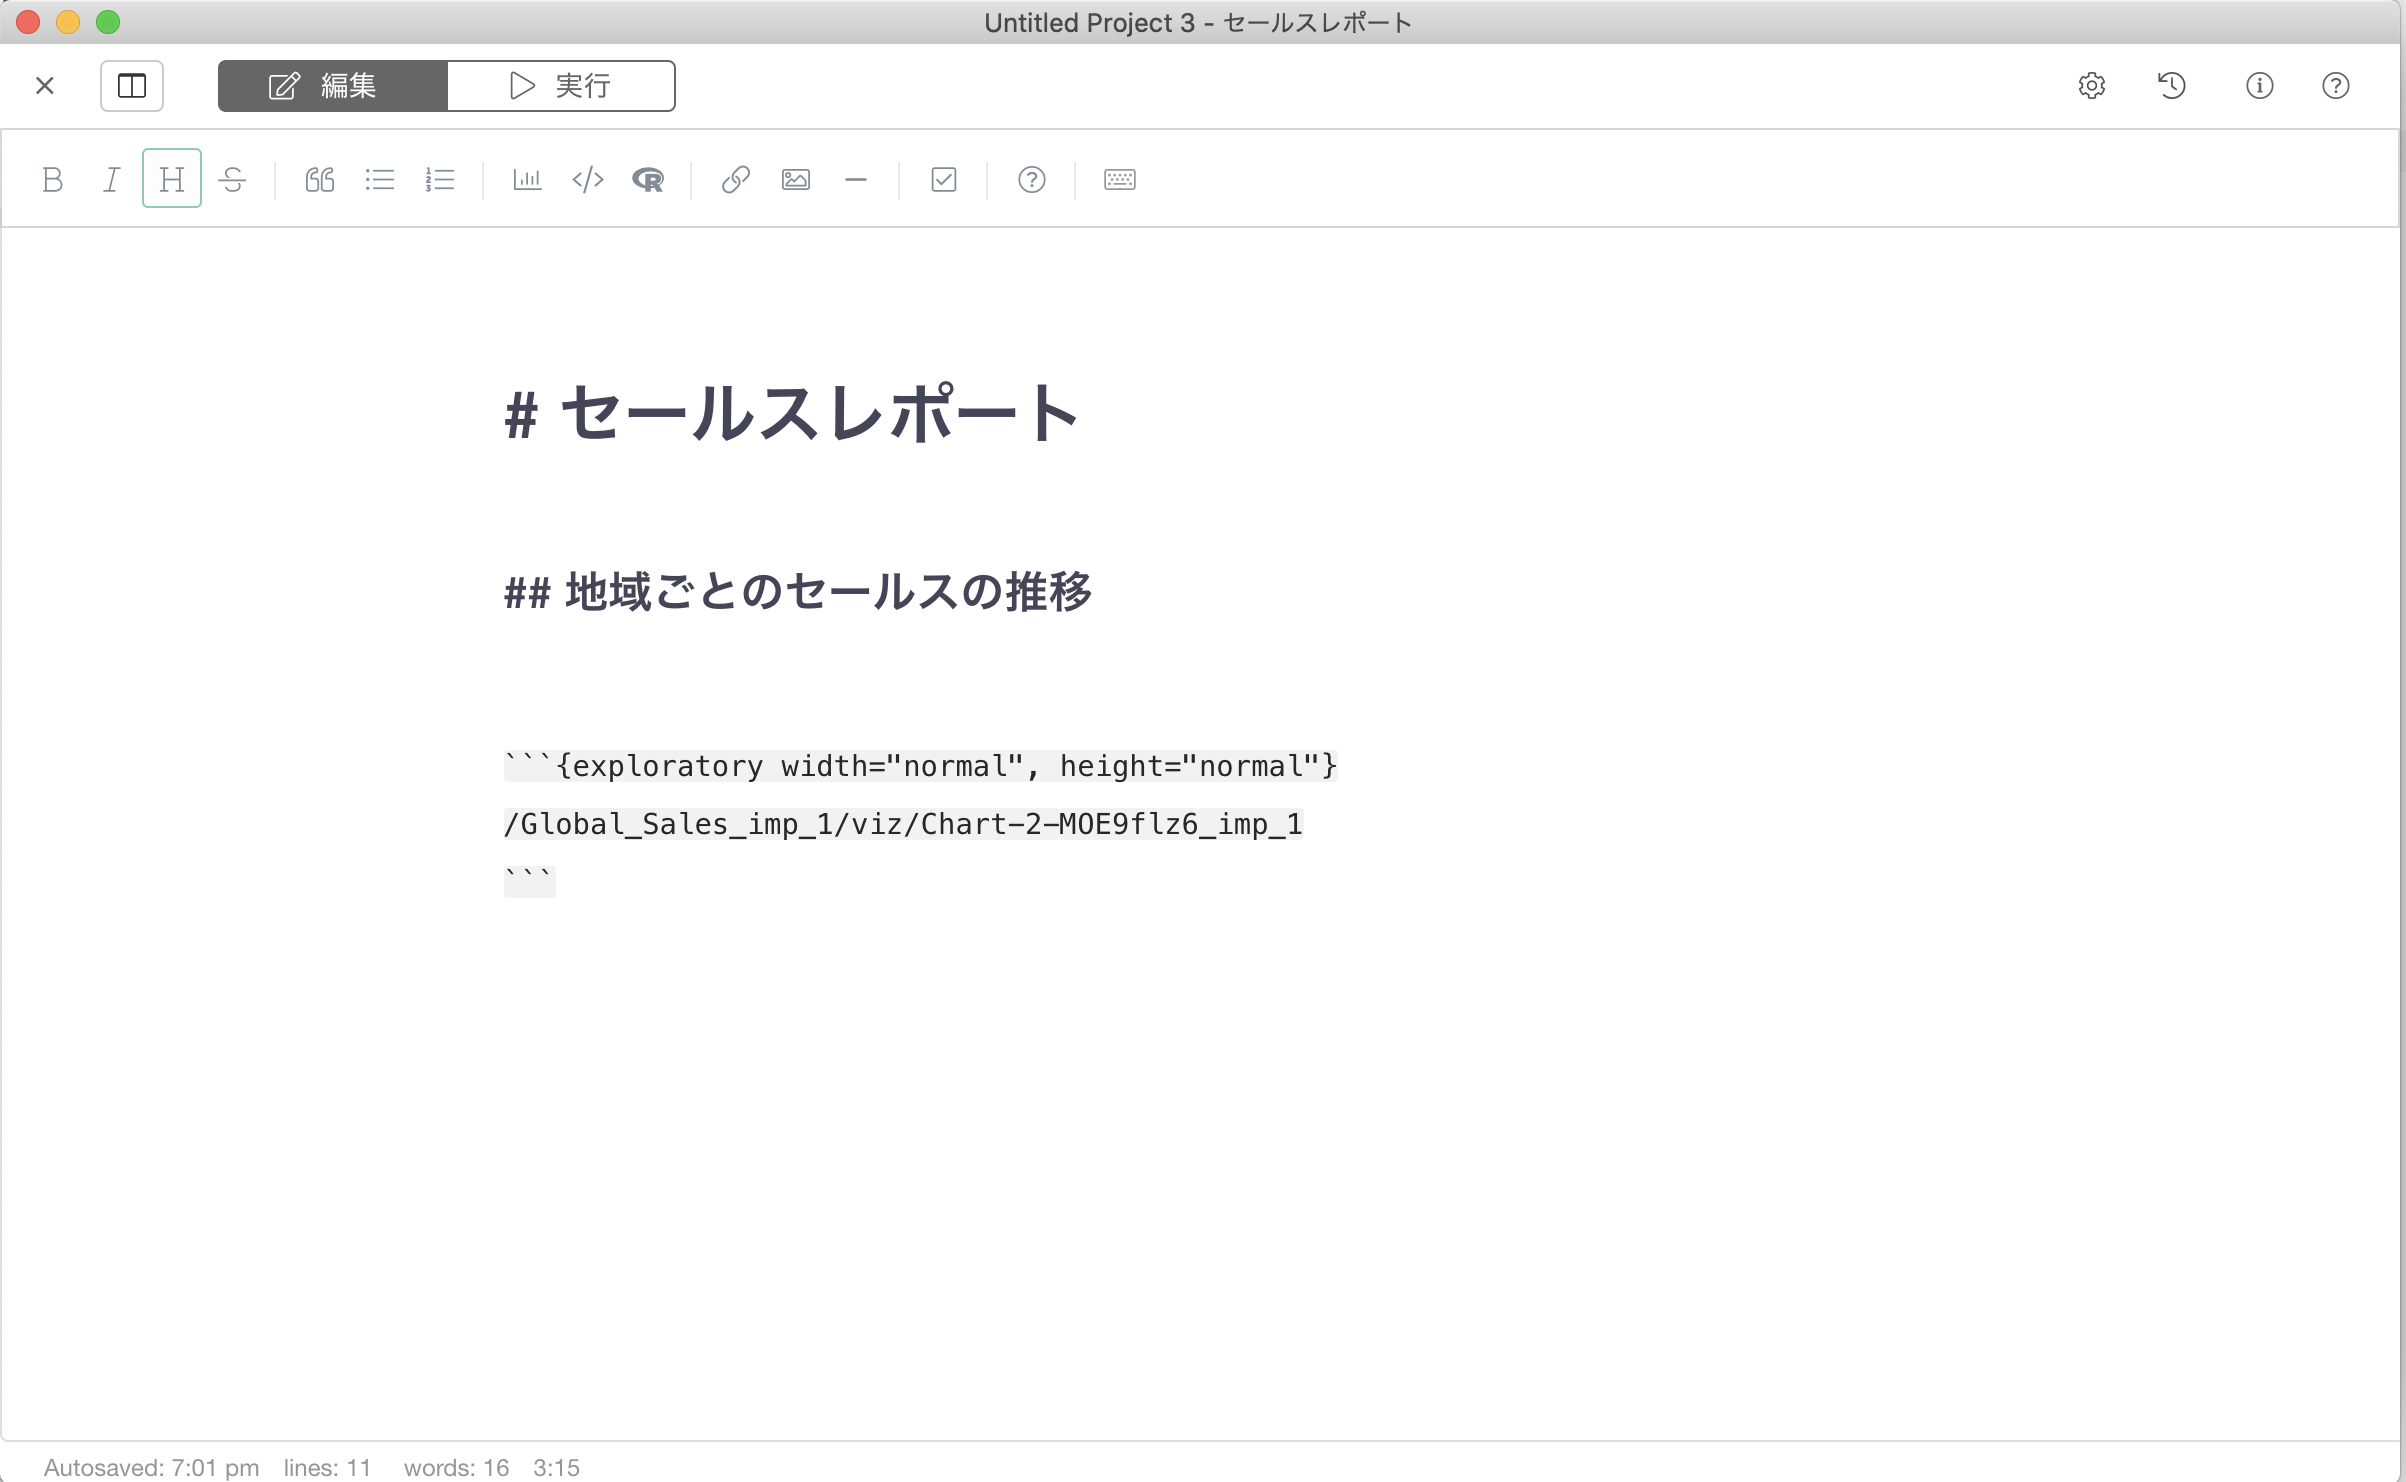 Untitled Project 3 - セールスレポート
編集 実行
# セールスレポート
## 地域ごとのセールスの推移
```{exploratory width="normal", height="normal"}
/Global_Sales_imp_1/viz/Chart-2-MOE9flz6_imp_1
```
Autosaved: 7:01 pm lines: 11 words: 16 3:15